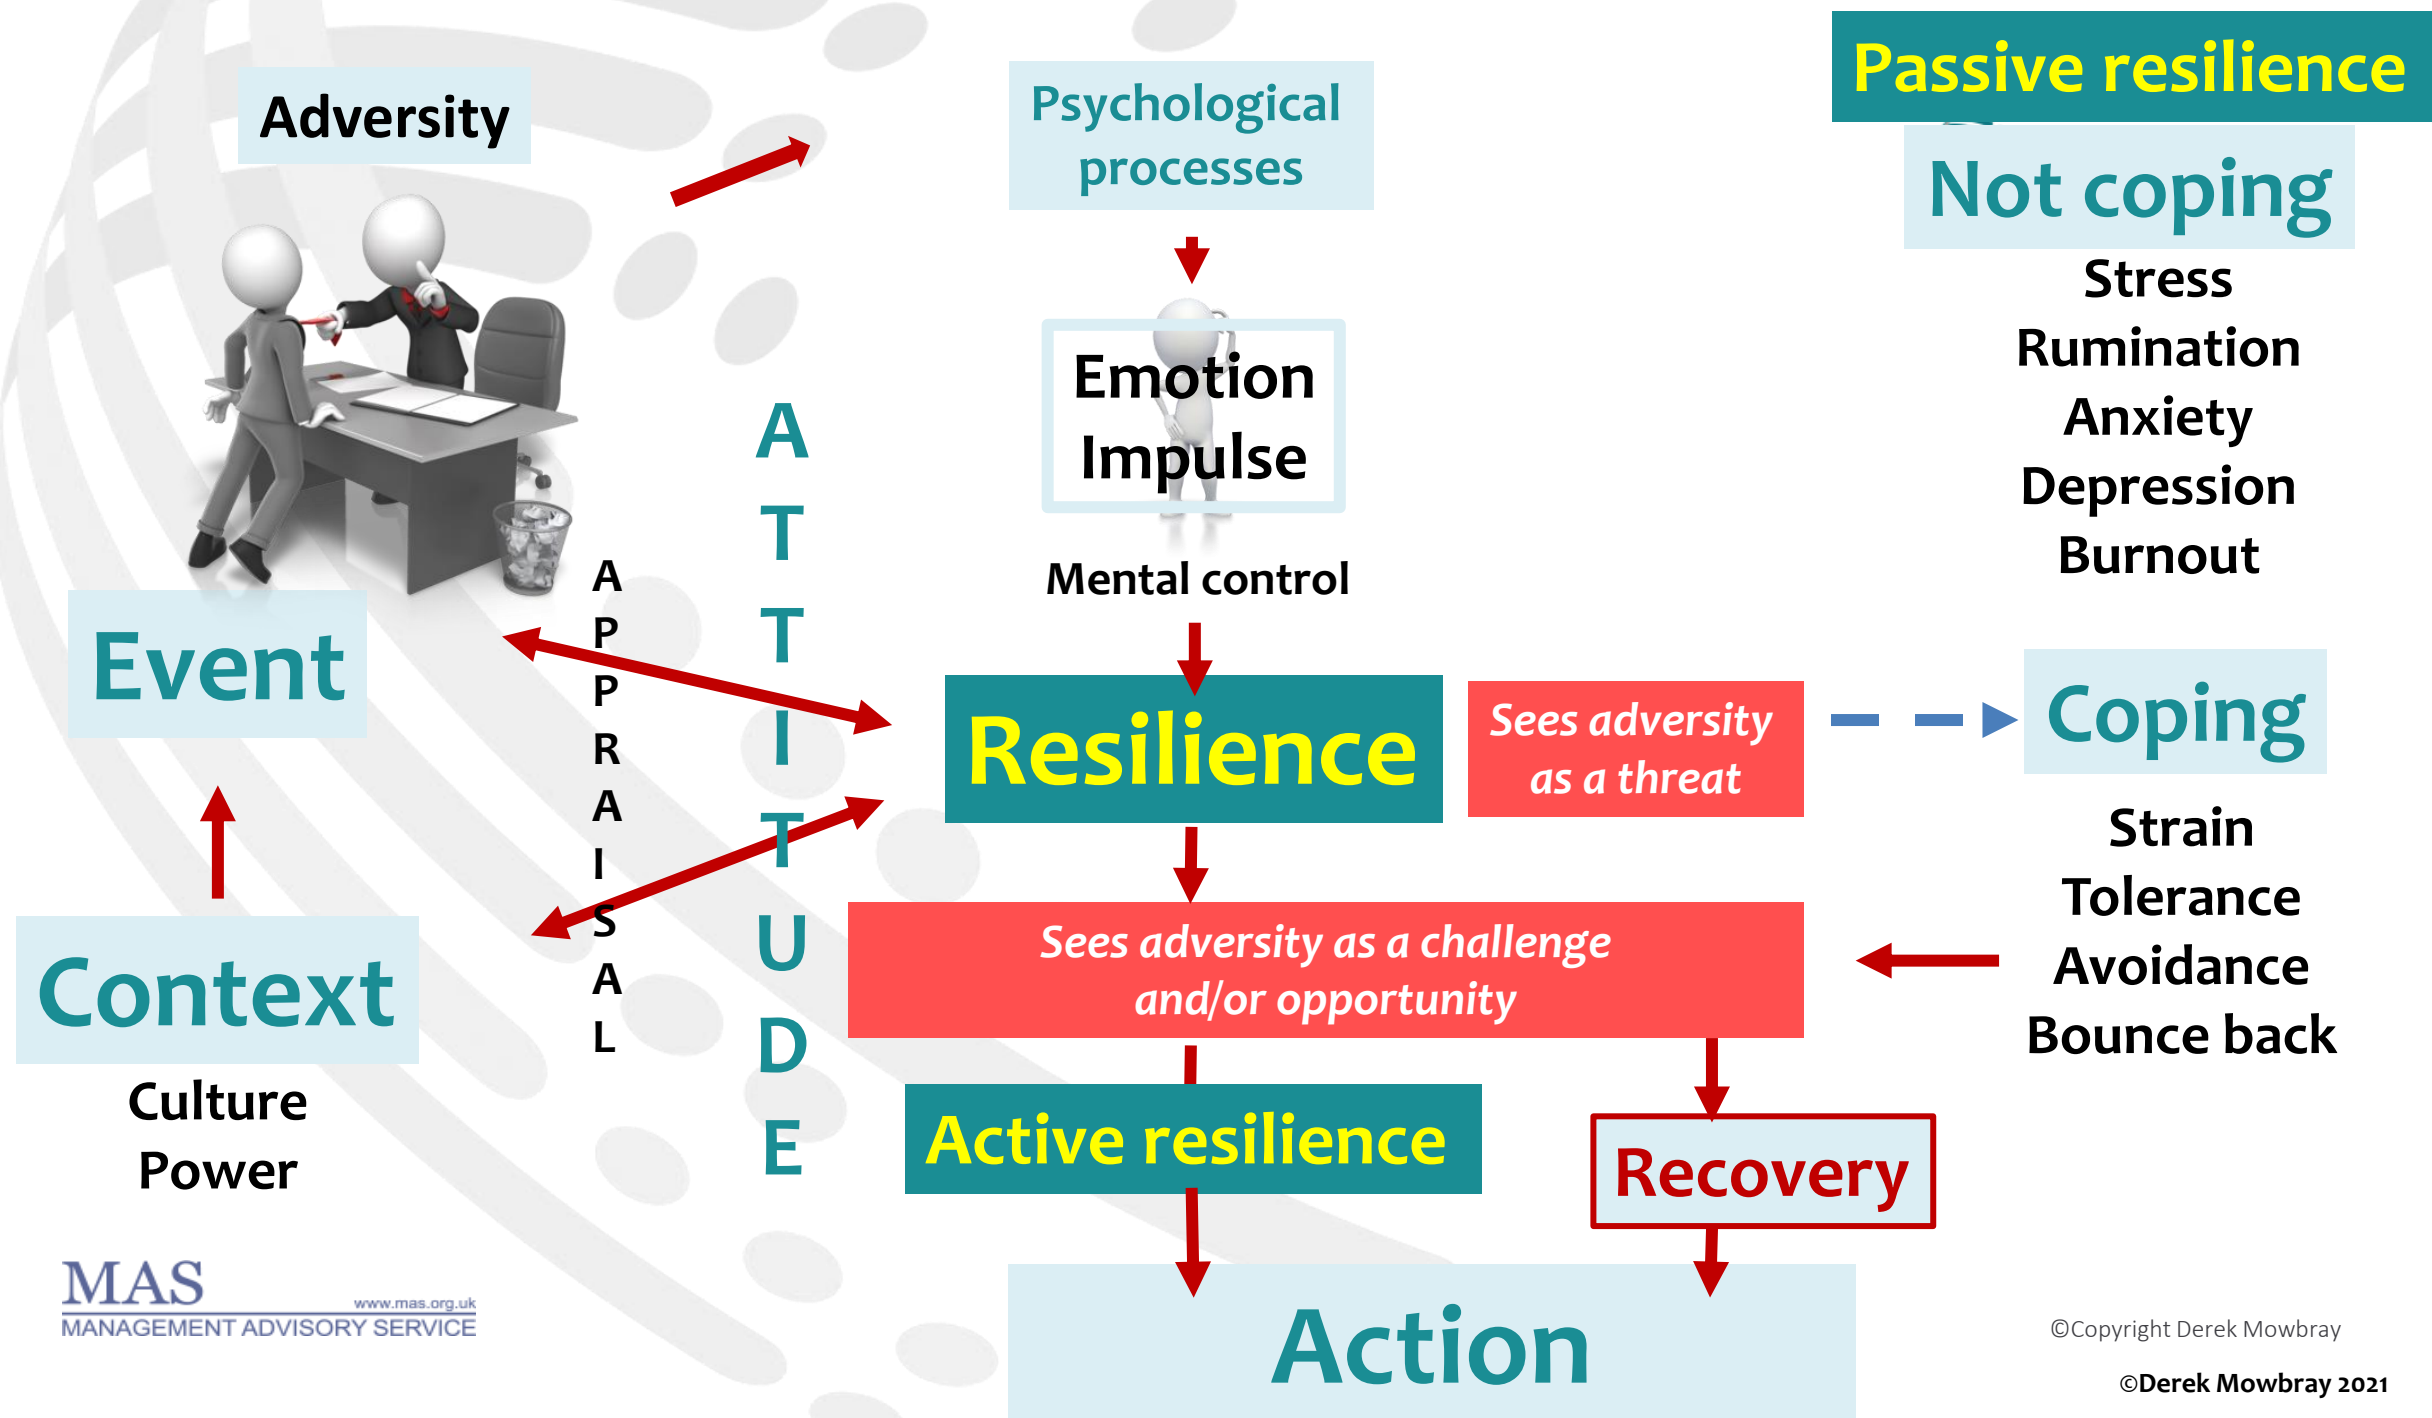 Adversity
Event
Context
Culture
Power
APPRAISAL
ATTITUDE
Psychological
processes
Emotion
Impulse
Mental control
Resilience
Sees adversity
as a threat
Sees adversity as a challenge
and/or opportunity
Active resilience
Recovery
Action
Passive resilience
Not coping
Stress
Rumination
Anxiety
Depression
Burnout
Coping
Strain
Tolerance
Avoidance
Bounce back
MAS
www.mas.org.uk
MANAGEMENT ADVISORY SERVICE
©Copyright Derek Mowbray
©Derek Mowbray 2021